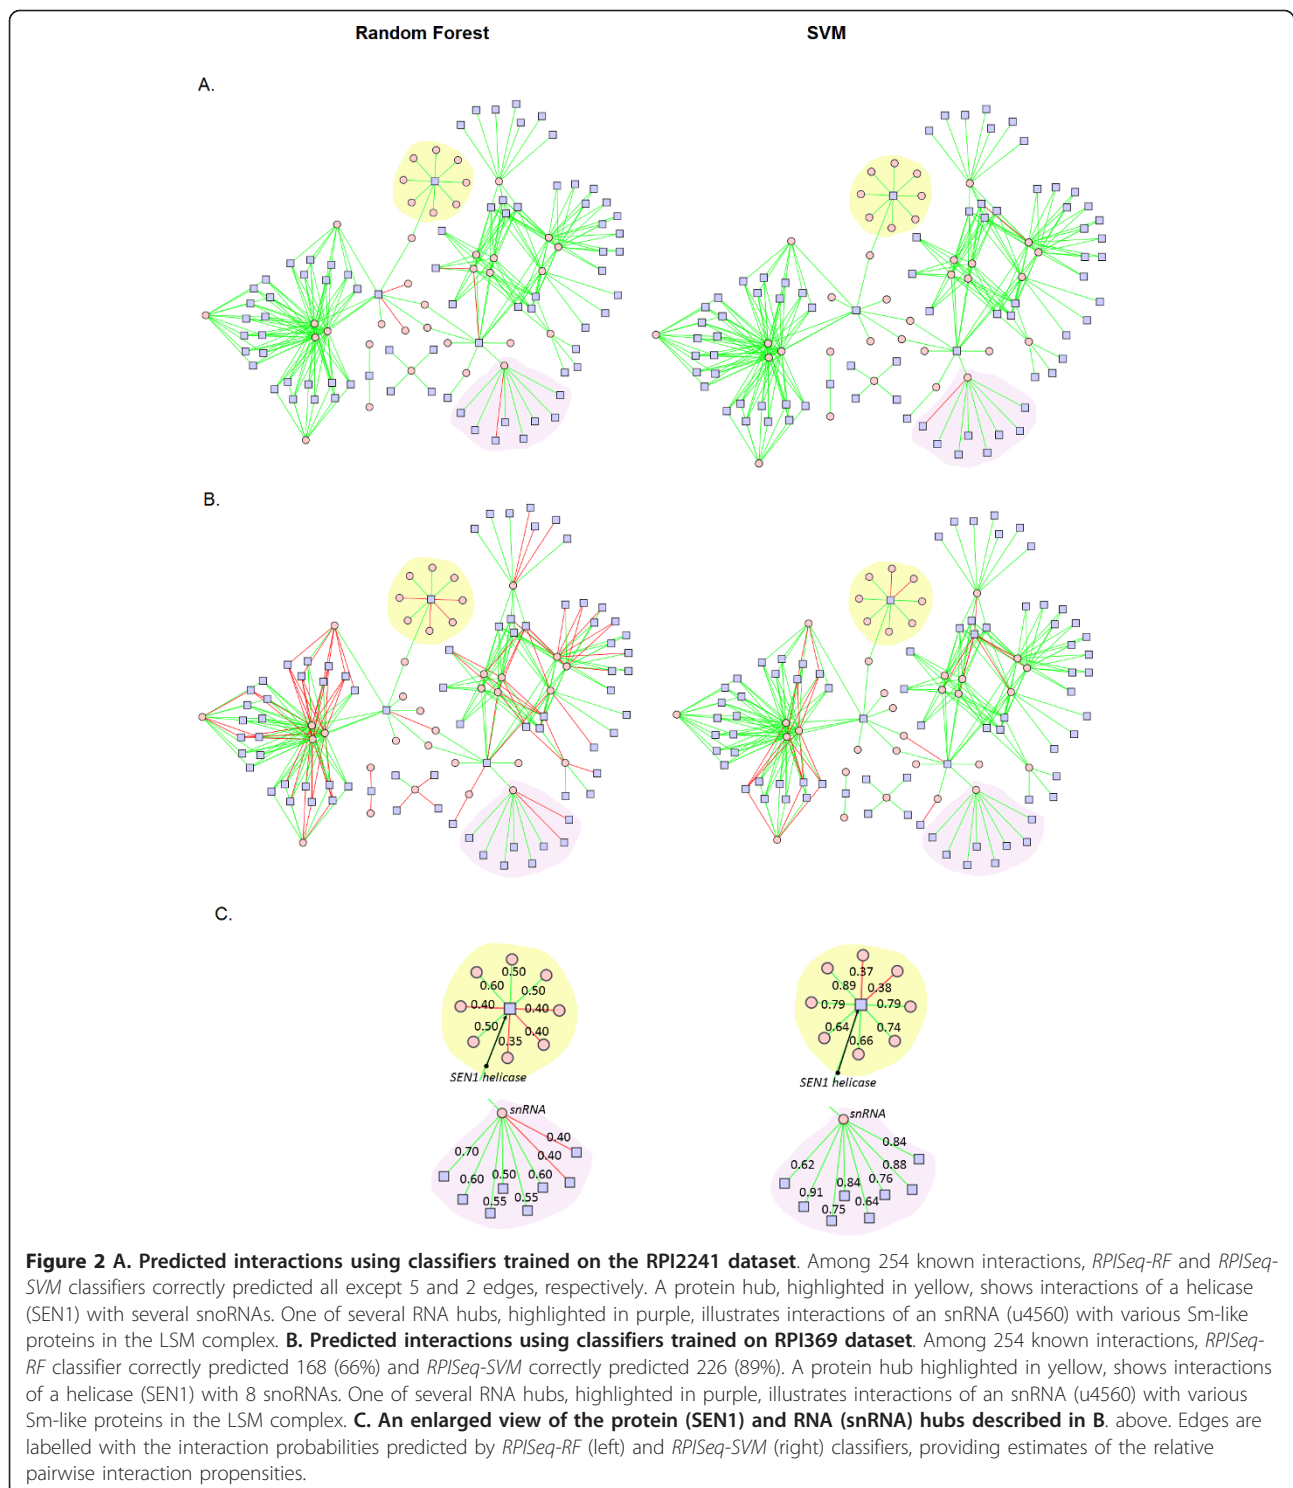 Random Forest
SVM
A.
B.
C.
0.50
0.60
0.50
0.40
0.40
0.50
0.40
0.35
SEN1 helicase
0.37
0.89
0.38
0.79
0.79
0.64
0.74
0.66
SEN1 helicase
snRNA
0.40
0.70
0.40
0.50
0.60
0.60
0.55
0.55
snRNA
0.84
0.62
0.88
0.84
0.76
0.91
0.64
0.75
Figure 2 A. Predicted interactions using classifiers trained on the RPI2241 dataset. Among 254 known interactions, RPISeq-RF and RPISeq-
SVM classifiers correctly predicted all except 5 and 2 edges, respectively. A protein hub, highlighted in yellow, shows interactions of a helicase
(SEN1) with several snoRNAs. One of several RNA hubs, highlighted in purple, illustrates interactions of an snRNA (u4560) with various Sm-like
proteins in the LSM complex. B. Predicted interactions using classifiers trained on RPI369 dataset. Among 254 known interactions, RPISeq-
RF classifier correctly predicted 168 (66%) and RPISeq-SVM correctly predicted 226 (89%). A protein hub highlighted in yellow, shows interactions
of a helicase (SEN1) with 8 snoRNAs. One of several RNA hubs, highlighted in purple, illustrates interactions of an snRNA (u4560) with various
Sm-like proteins in the LSM complex. C. An enlarged view of the protein (SEN1) and RNA (snRNA) hubs described in B. above. Edges are
labelled with the interaction probabilities predicted by RPISeq-RF (left) and RPISeq-SVM (right) classifiers, providing estimates of the relative
pairwise interaction propensities.